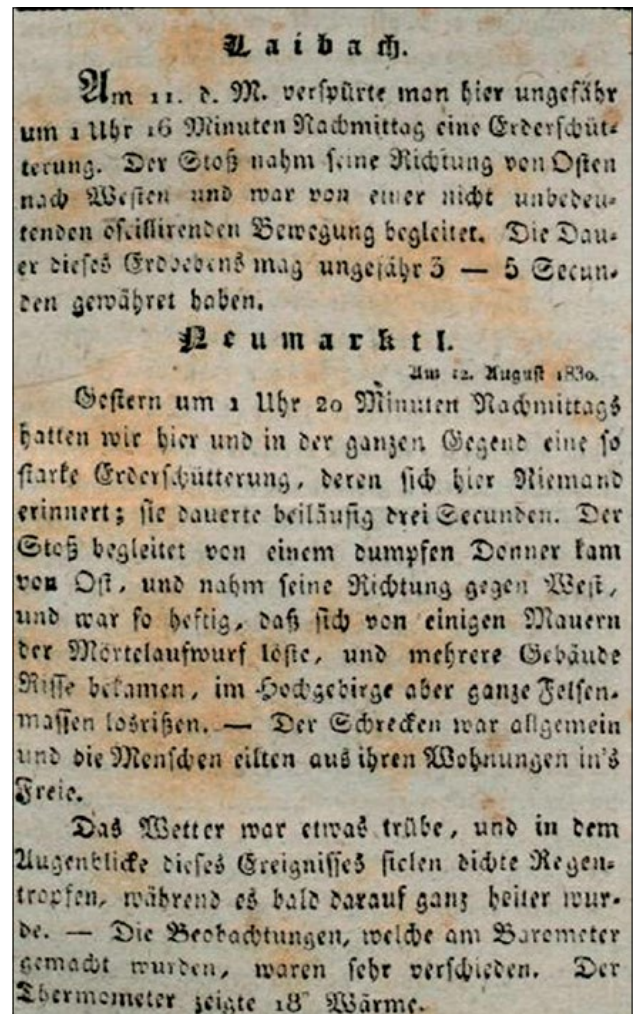 Laibach.
Am 11. d. M. verspürte man hier ungefähr
um 1 Uhr 16 Minuten Nachmittag eine Erderschüt-
terung. Der Stoß nahm seine Richtung von Osten
nach Westen und war von einer nicht unbedeu-
tenden oscillirenden Bewegung begleitet. Die Dau-
er dieses Erdbebens mag ungefähr 3 — 5 Secun-
den gewähret haben.
Neumarktl.
Am 12. August 1830.
Gestern um 1 Uhr 20 Minuten Nachmittags
hatten wir hier und in der ganzen Gegend eine so
starke Erderschütterung, deren sich hier Niemand
erinnert; sie dauerte beiläufig drei Secunden. Der
Stoß begleitet von einem dumpfen Donner kam
von Ost, und nahm seine Richtung gegen West,
und war so heftig, daß sich von einigen Mauern
der Mörtelaufwurf löste, und mehrere Gebäude
Risse bekamen, im Hochgebirge aber ganze Felsen-
massen losrißen. — Der Schrecken war allgemein
und die Menschen eilten aus ihren Wohnungen in's
Freie.
Das Wetter war etwas trübe, und in dem
Augenblicke dieses Ereignisses fielen dichte Regen-
tropfen, während es bald darauf ganz heiter wur-
de. — Die Beobachtungen, welche am Barometer
gemacht wurden, waren sehr verschieden. Der
Thermometer zeigte 18° Wärme.